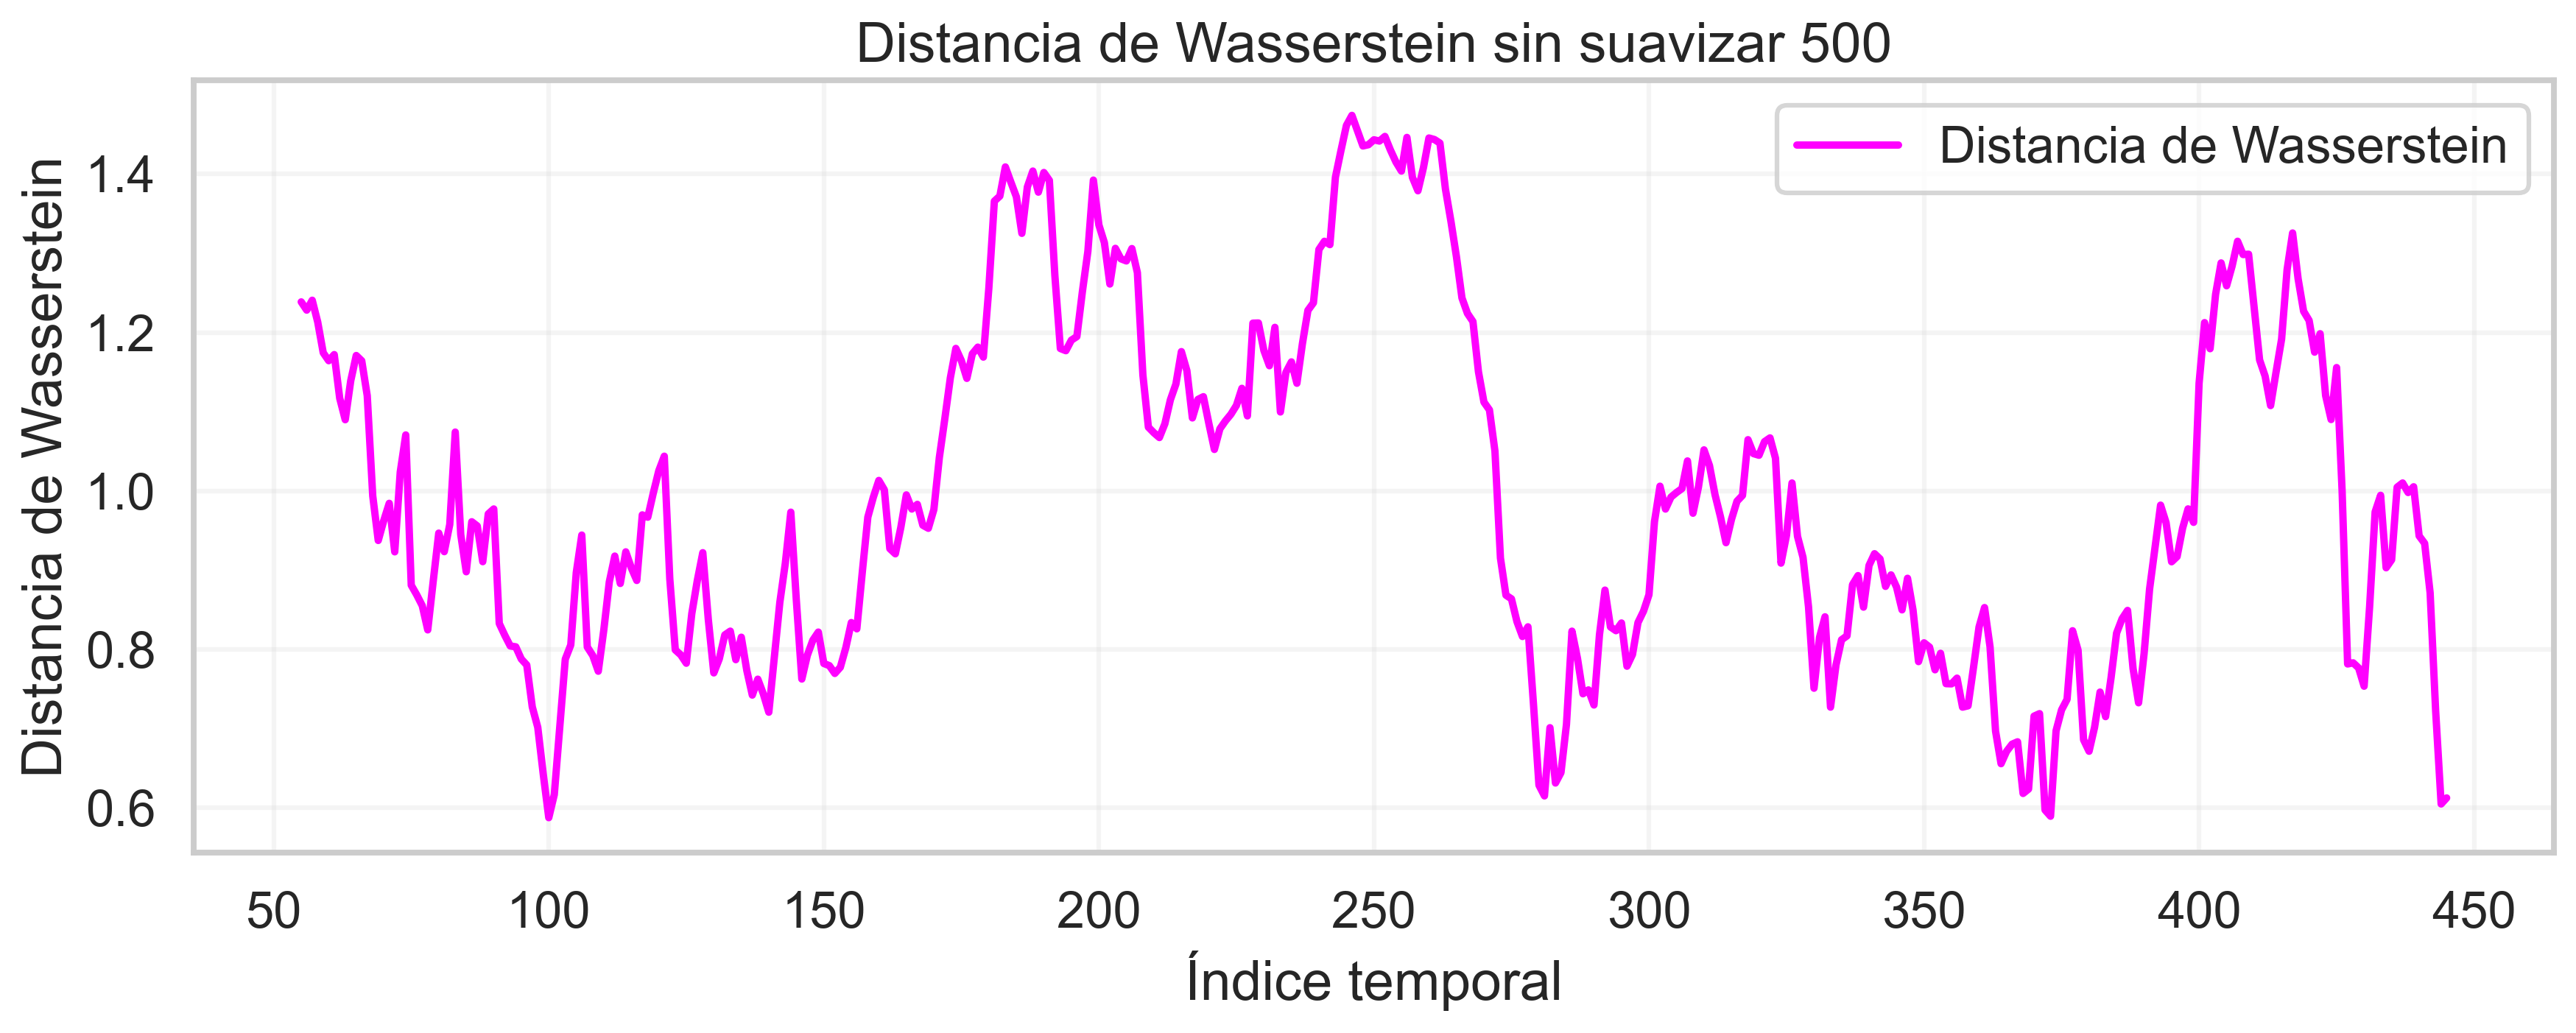 Distancia de Wasserstein sin suavizar 500
Distancia de Wasserstein
Distancia de Wasserstein
1.4
1.2
1.0
0.8
0.6
50 100 150 200 250 300 350 400 450
Índice temporal